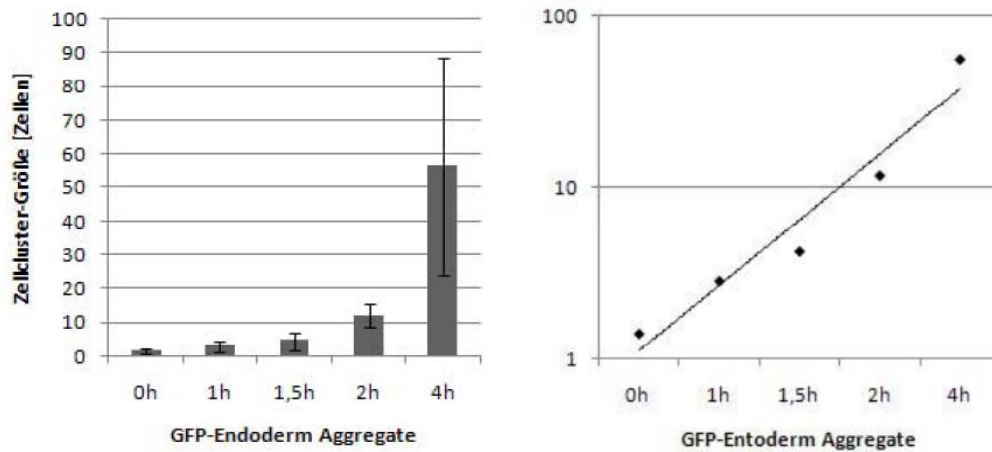 Zellcluster-Größe [Zellen]
100
90
80
70
60
50
40
30
20
10
0
0h 1h 1,5h 2h 4h
GFP-Endoderm Aggregate
100
10
1
0h 1h 1,5h 2h 4h
GFP-Entoderm Aggregate